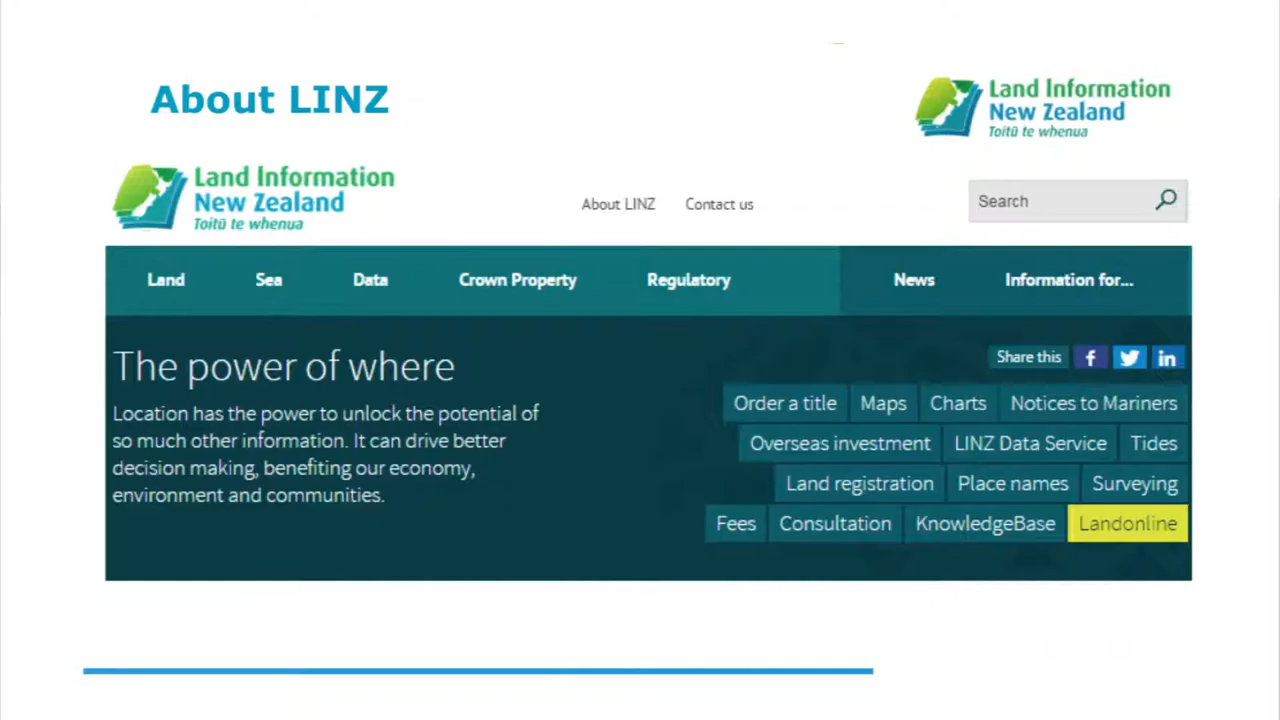 About LINZ
Land Information
New Zealand
Toitū te whenua
Land Information
New Zealand
Toitū te whenua
About LINZ Contact us
Search
Land Sea Data Crown Property Regulatory News Information for...
The power of where
Location has the power to unlock the potential of
so much other information. It can drive better
decision making, benefiting our economy,
environment and communities.
Share this f in
Order a title Maps Charts Notices to Mariners
Overseas investment LINZ Data Service Tides
Land registration Place names Surveying
Fees Consultation KnowledgeBase Landonline